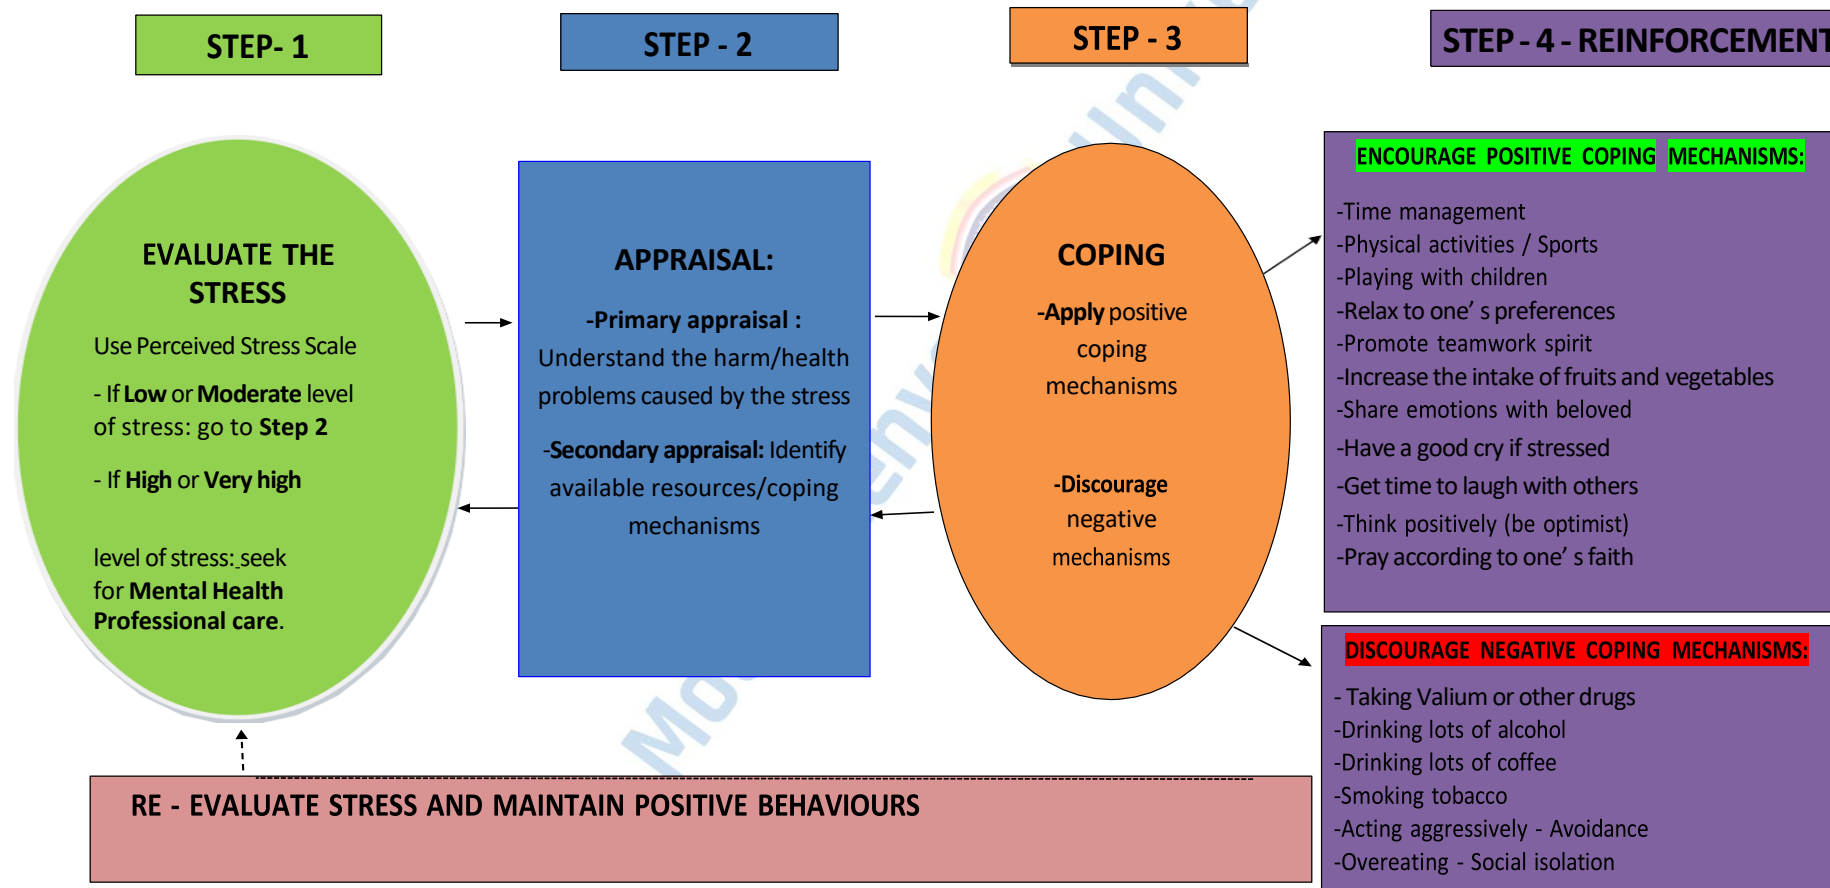 STEP- 1
STEP - 2
STEP - 3
STEP - 4 - REINFORCEMENT
EVALUATE THE
STRESS
Use Perceived Stress Scale
- If Low or Moderate level
of stress: go to Step 2
- If High or Very high
level of stress: seek
for Mental Health
Professional care.
APPRAISAL:
-Primary appraisal :
Understand the harm/health
problems caused by the stress
-Secondary appraisal: Identify
available resources/coping
mechanisms
COPING
-Apply positive
coping
mechanisms
-Discourage
negative
mechanisms
ENCOURAGE POSITIVE COPING MECHANISMS:
-Time management
-Physical activities / Sports
-Playing with children
-Relax to one’ s preferences
-Promote teamwork spirit
-Increase the intake of fruits and vegetables
-Share emotions with beloved
-Have a good cry if stressed
-Get time to laugh with others
-Think positively (be optimist)
-Pray according to one’ s faith
DISCOURAGE NEGATIVE COPING MECHANISMS:
- Taking Valium or other drugs
-Drinking lots of alcohol
-Drinking lots of coffee
-Smoking tobacco
-Acting aggressively - Avoidance
-Overeating - Social isolation
RE - EVALUATE STRESS AND MAINTAIN POSITIVE BEHAVIOURS